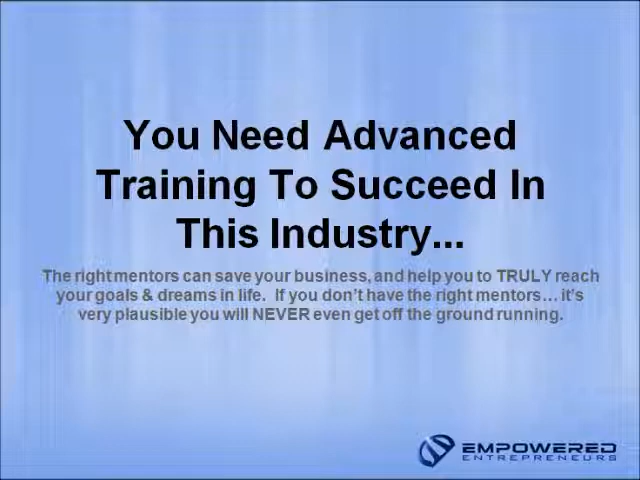 You Need Advanced
Training To Succeed In
This Industry...
The right mentors can save your business, and help you to TRULY reach
your goals & dreams in life.  If you don't have the right mentors… it's
very plausible you will NEVER even get off the ground running.
EMPOWERED
ENTREPRENEURS